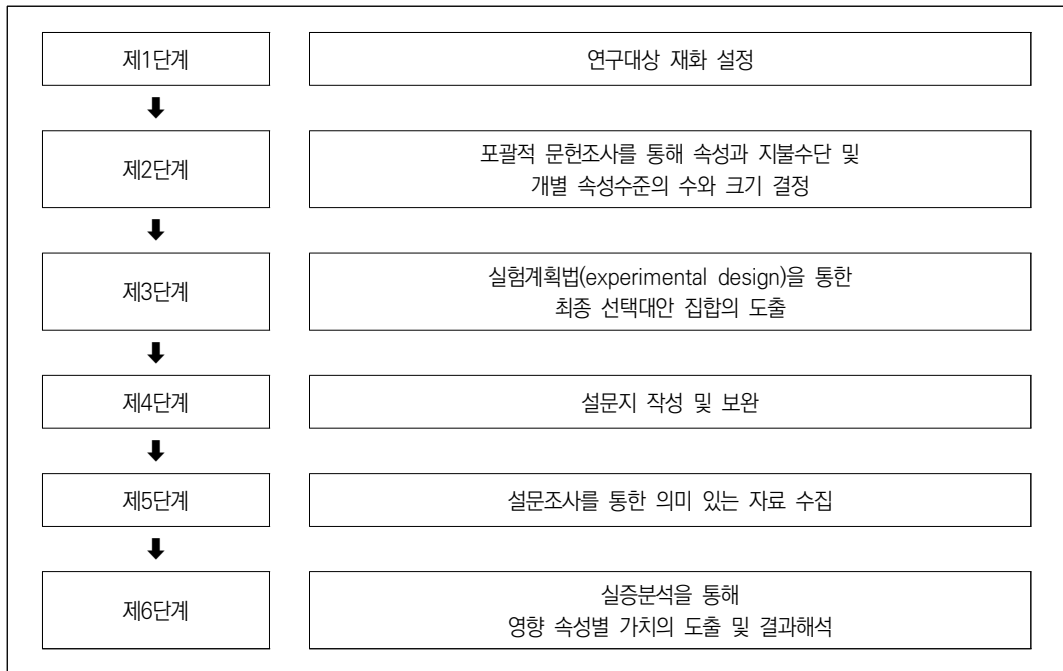 제1단계
연구대상 재화 설정
제2단계
포괄적 문헌조사를 통해 속성과 지불수단 및
개별 속성수준의 수와 크기 결정
제3단계
실험계획법(experimental design)을 통한
최종 선택대안 집합의 도출
제4단계
설문지 작성 및 보완
제5단계
설문조사를 통한 의미 있는 자료 수집
제6단계
실증분석을 통해
영향 속성별 가치의 도출 및 결과해석